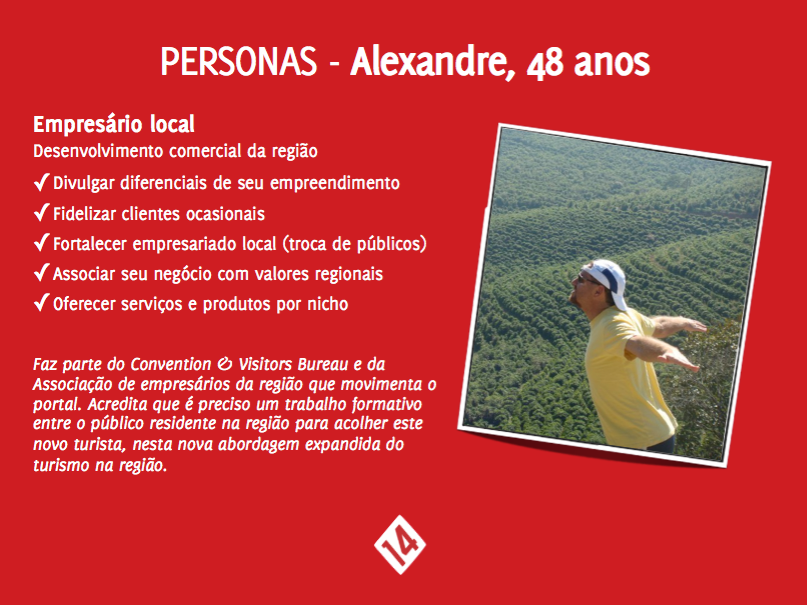 PERSONAS - Alexandre, 48 anos
Empresário local
Desenvolvimento comercial da região
✓ Divulgar diferenciais de seu empreendimento
✓ Fidelizar clientes ocasionais
✓ Fortalecer empresariado local (troca de públicos)
✓ Associar seu negócio com valores regionais
✓ Oferecer serviços e produtos por nicho
Faz parte do Convention & Visitors Bureau e da
Associação de empresários da região que movimenta o
portal. Acredita que é preciso um trabalho formativo
entre o público residente na região para acolher este
novo turista, nesta nova abordagem expandida do
turismo na região.
14